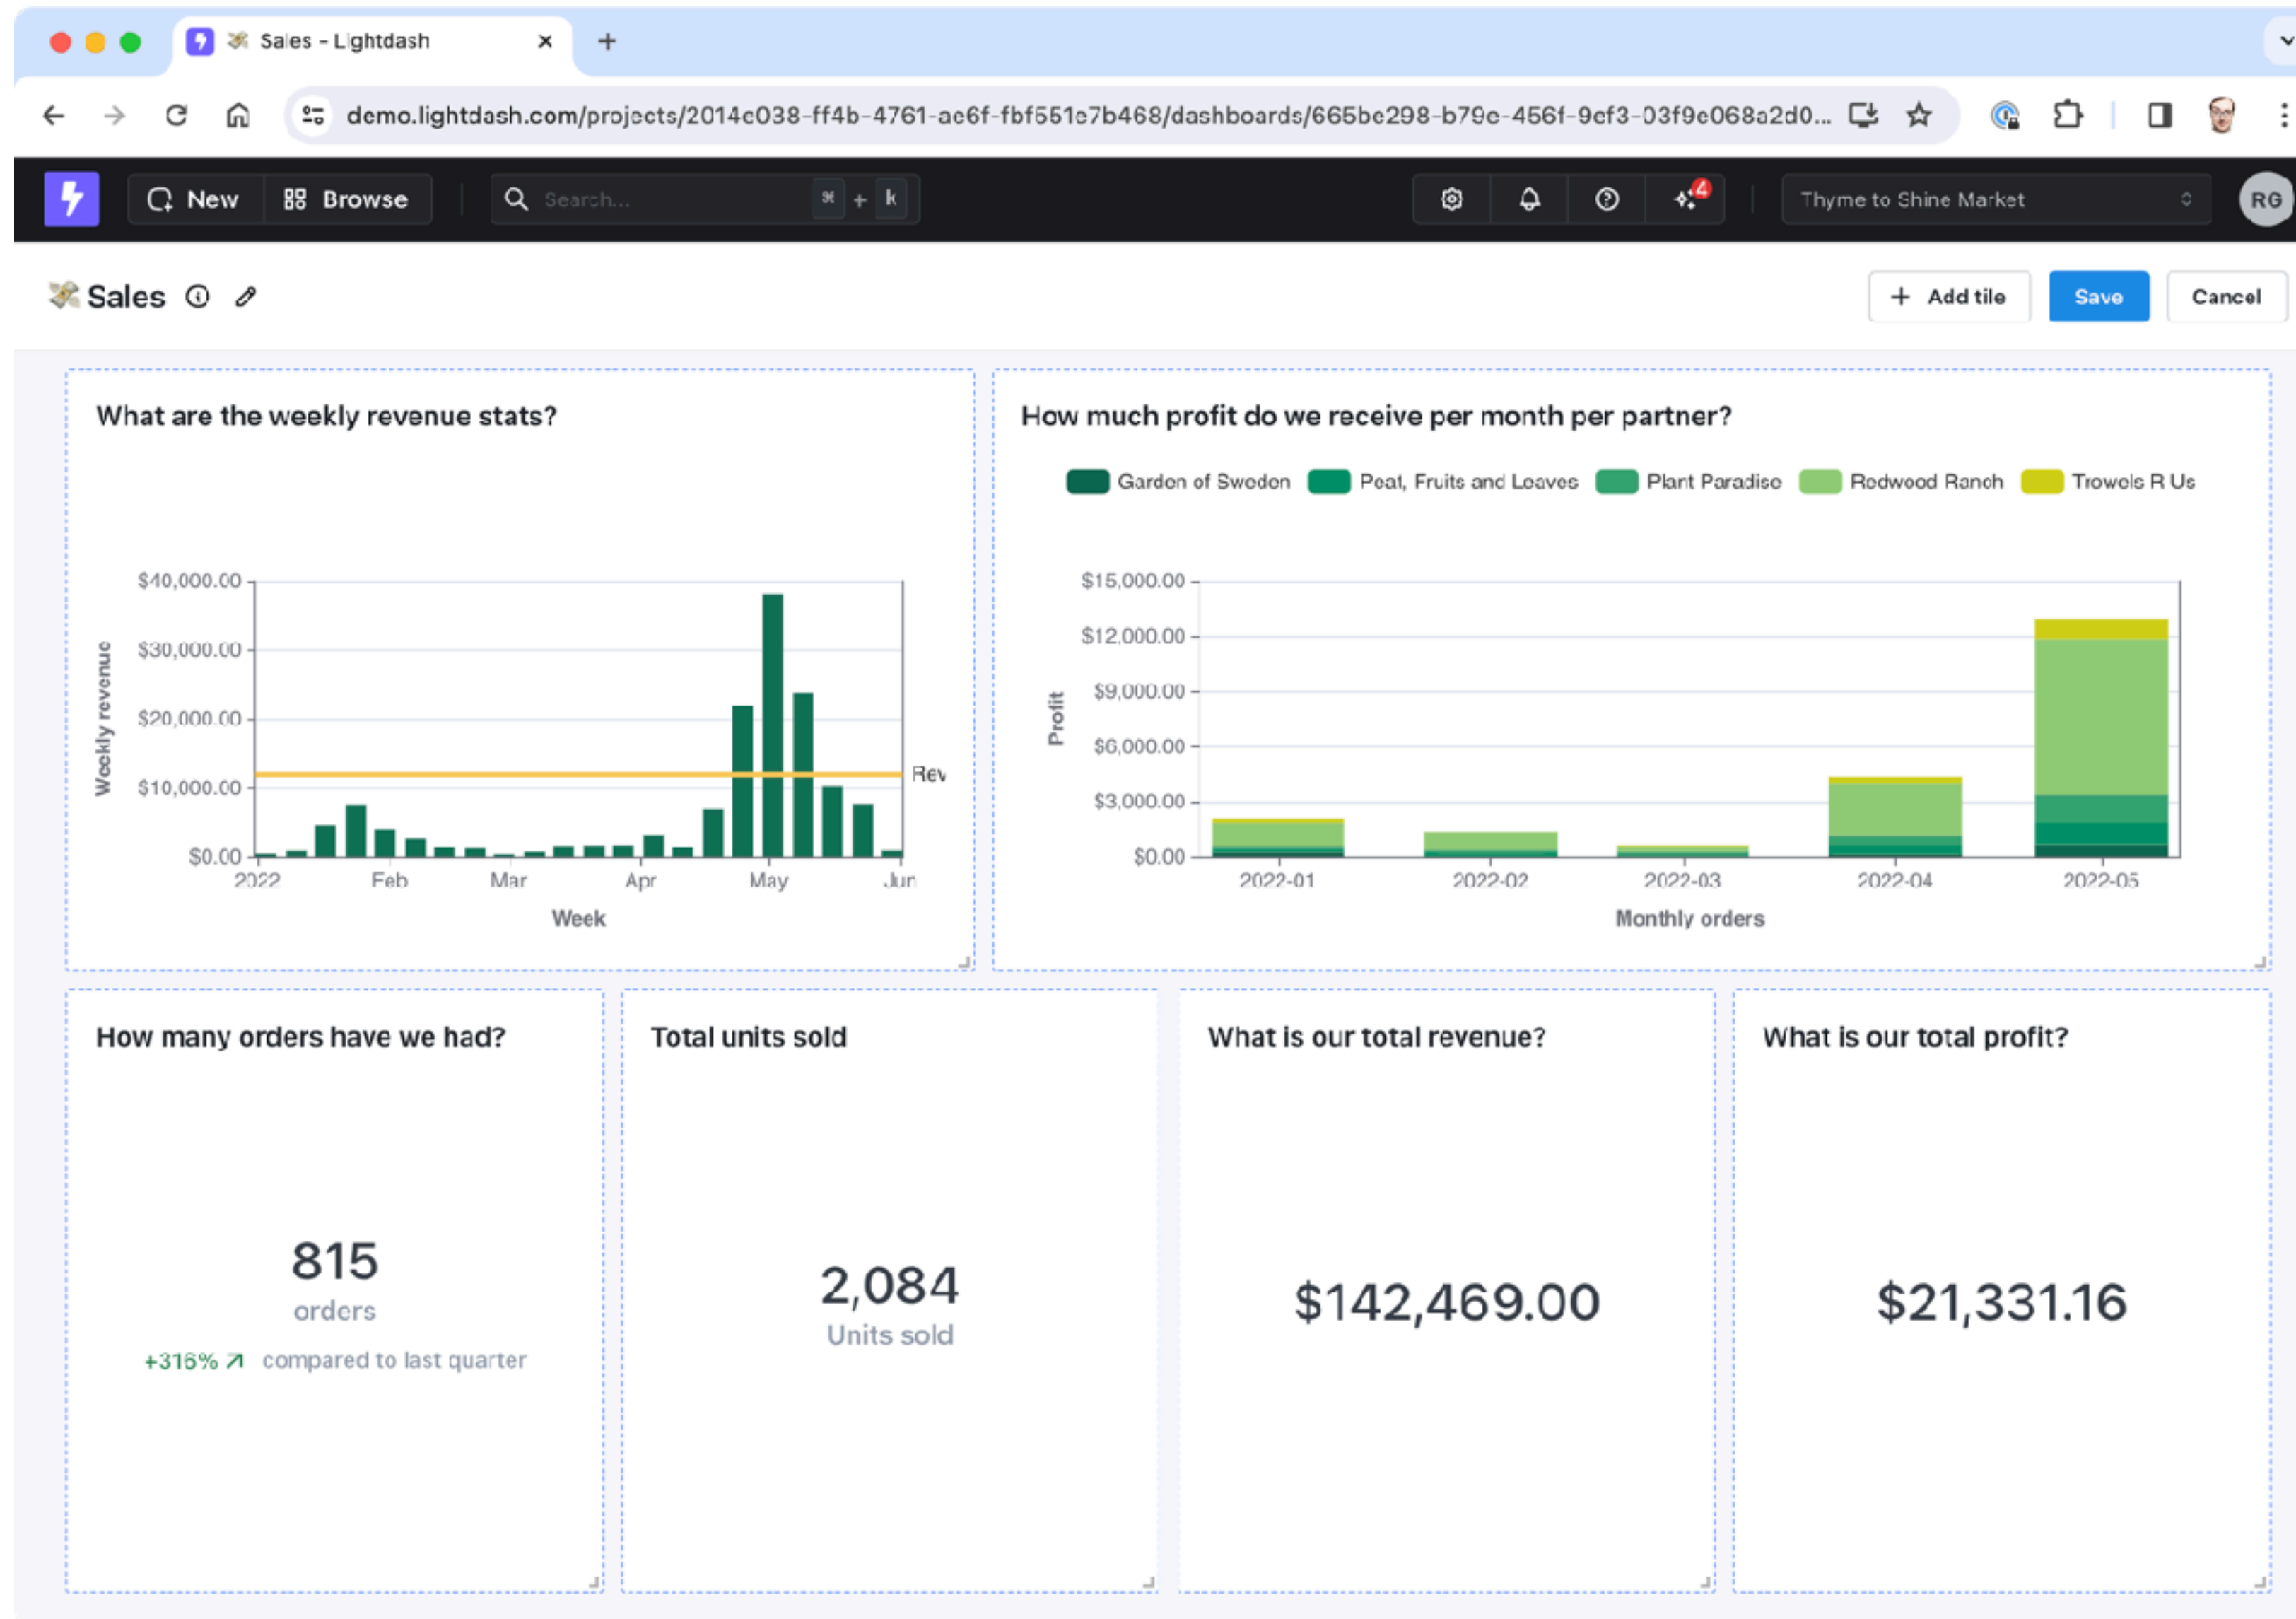 Sales - Lightdash
demo.lightdash.com/projects/2014e038-ff4b-4761-ae6f-fbf551e7b468/dashboards/665be298-b79e-456f-9ef3-03f9e068a2d0...
New Browse Search... ⌘ + k 4 Thyme to Shine Market RG
Sales
+ Add tile Save Cancel
What are the weekly revenue stats?
$40,000.00
$30,000.00
$20,000.00
$10,000.00
$0.00
Weekly revenue
Rev
2022 Feb Mar Apr May Jun
Week
How much profit do we receive per month per partner?
Garden of Sweden Peat, Fruits and Leaves Plant Paradise Redwood Ranch Trowels R Us
$15,000.00
$12,000.00
$9,000.00
$6,000.00
$3,000.00
$0.00
Profit
2022-01 2022-02 2022-03 2022-04 2022-05
Monthly orders
How many orders have we had?
815
orders
+316% compared to last quarter
Total units sold
2,084
Units sold
What is our total revenue?
$142,469.00
What is our total profit?
$21,331.16